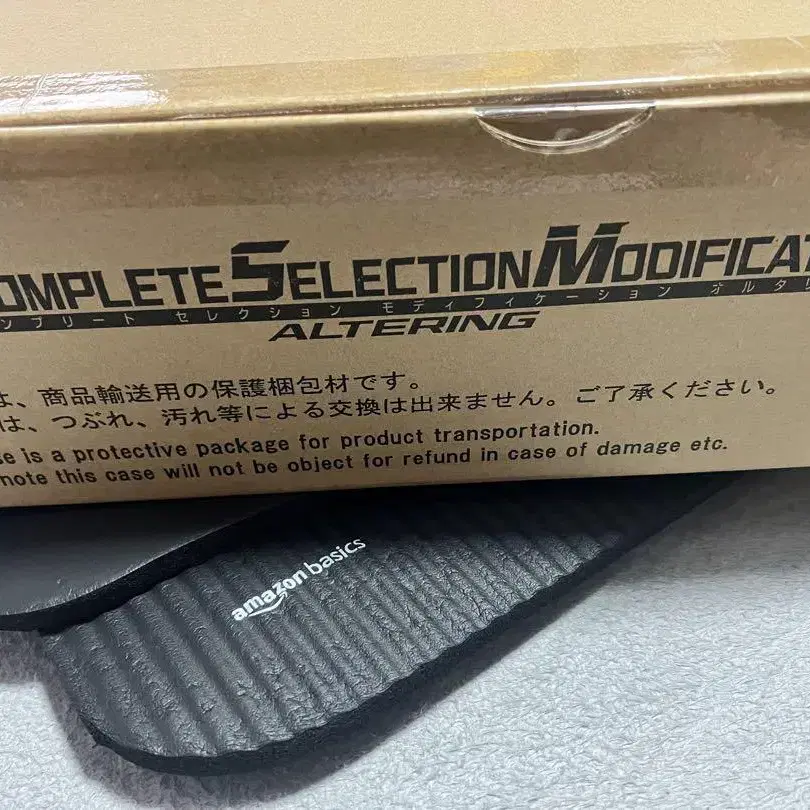 OMPLETE SELECTION MODIFICAT
ンプリート セレクション モディフィケーション オルタリ
ALTERING
は、商品輸送用の保護梱包材です。
は、つぶれ、汚れ等による交換は出来ません。ご了承ください。
se is a protective package for product transportation.
note this case will not be object for refund in case of damage etc.
amazon basics